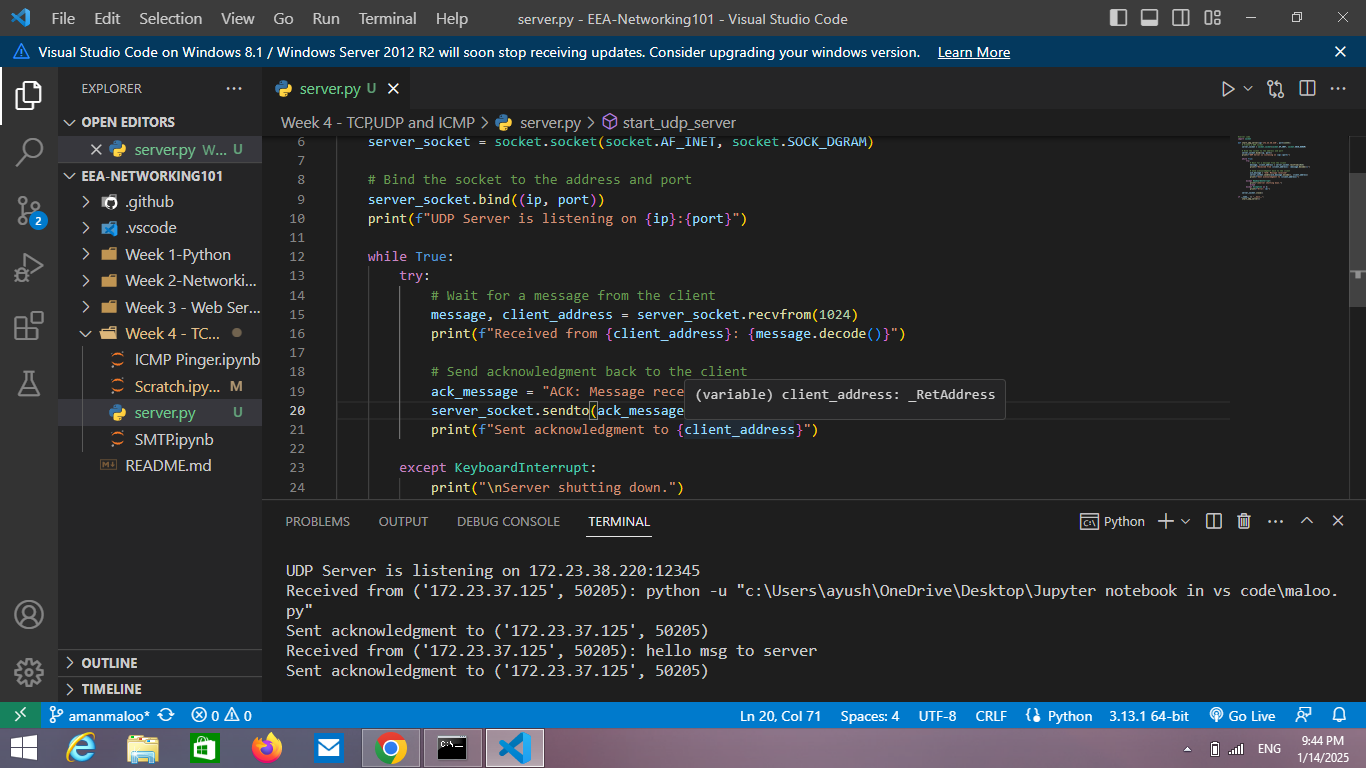 File Edit Selection View Go Run Terminal Help server.py - EEA-Networking101 - Visual Studio Code
Visual Studio Code on Windows 8.1 / Windows Server 2012 R2 will soon stop receiving updates. Consider upgrading your windows version. Learn More
EXPLORER
OPEN EDITORS
server.py W... U
EEA-NETWORKING101
.github
.vscode
Week 1-Python
Week 2-Networki...
Week 3 - Web Ser...
Week 4 - TC...
ICMP Pinger.ipynb
Scratch.ipy... M
server.py U
SMTP.ipynb
README.md
OUTLINE
TIMELINE
2
server.py U
Week 4 - TCP,UDP and ICMP > server.py > start_udp_server
6 server_socket = socket.socket(socket.AF_INET, socket.SOCK_DGRAM)
7
8 # Bind the socket to the address and port
9 server_socket.bind((ip, port))
10 print(f"UDP Server is listening on {ip}:{port}")
11
12 while True:
13 try:
14 # Wait for a message from the client
15 message, client_address = server_socket.recvfrom(1024)
16 print(f"Received from {client_address}: {message.decode()}")
17
18 # Send acknowledgment back to the client
19 ack_message = "ACK: Message rece
(variable) client_address: _RetAddress
20 server_socket.sendto(ack_message
21 print(f"Sent acknowledgment to {client_address}")
22
23 except KeyboardInterrupt:
24 print("\nServer shutting down.")
PROBLEMS OUTPUT DEBUG CONSOLE TERMINAL Python
UDP Server is listening on 172.23.38.220:12345
Received from ('172.23.37.125', 50205): python -u "c:\Users\ayush\OneDrive\Desktop\Jupyter notebook in vs code\maloo.
py"
Sent acknowledgment to ('172.23.37.125', 50205)
Received from ('172.23.37.125', 50205): hello msg to server
Sent acknowledgment to ('172.23.37.125', 50205)
amanmaloo* 0 0 Ln 20, Col 71 Spaces: 4 UTF-8 CRLF Python 3.13.1 64-bit Go Live
ENG 9:44 PM
1/14/2025